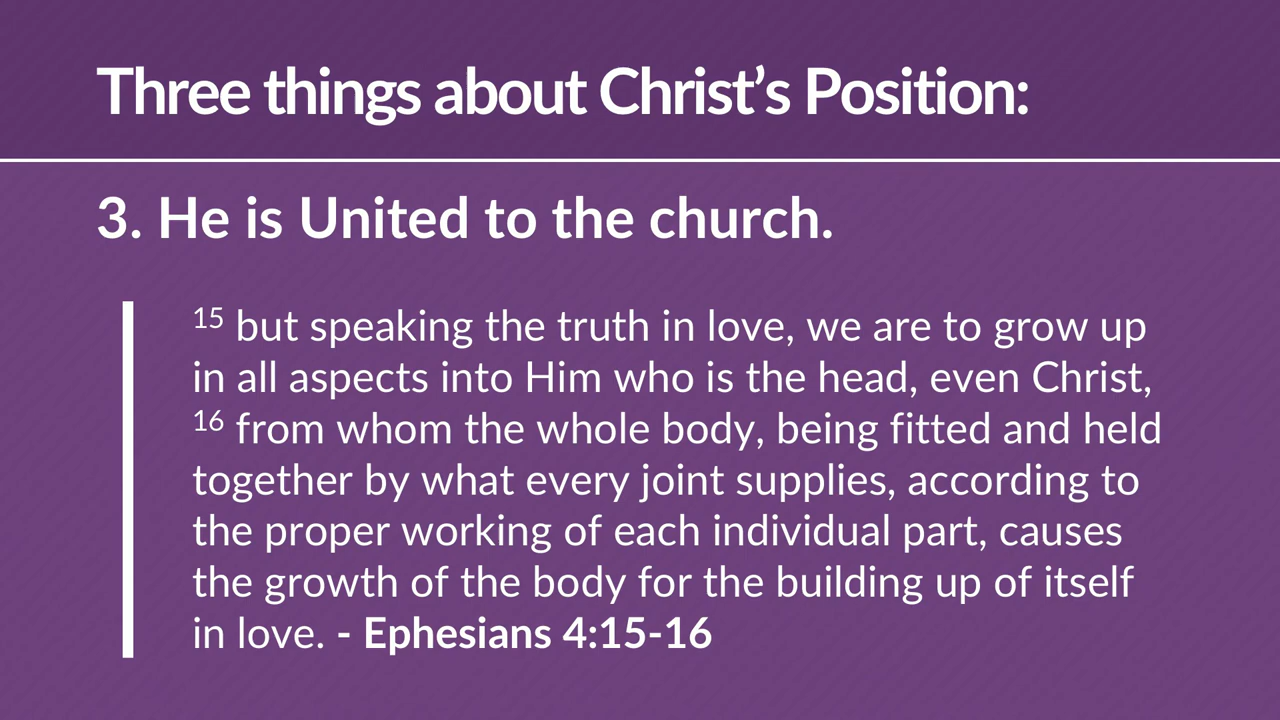 Three things about Christ’s Position:
3. He is United to the church.
15 but speaking the truth in love, we are to grow up
in all aspects into Him who is the head, even Christ,
16 from whom the whole body, being fitted and held
together by what every joint supplies, according to
the proper working of each individual part, causes
the growth of the body for the building up of itself
in love. - Ephesians 4:15-16